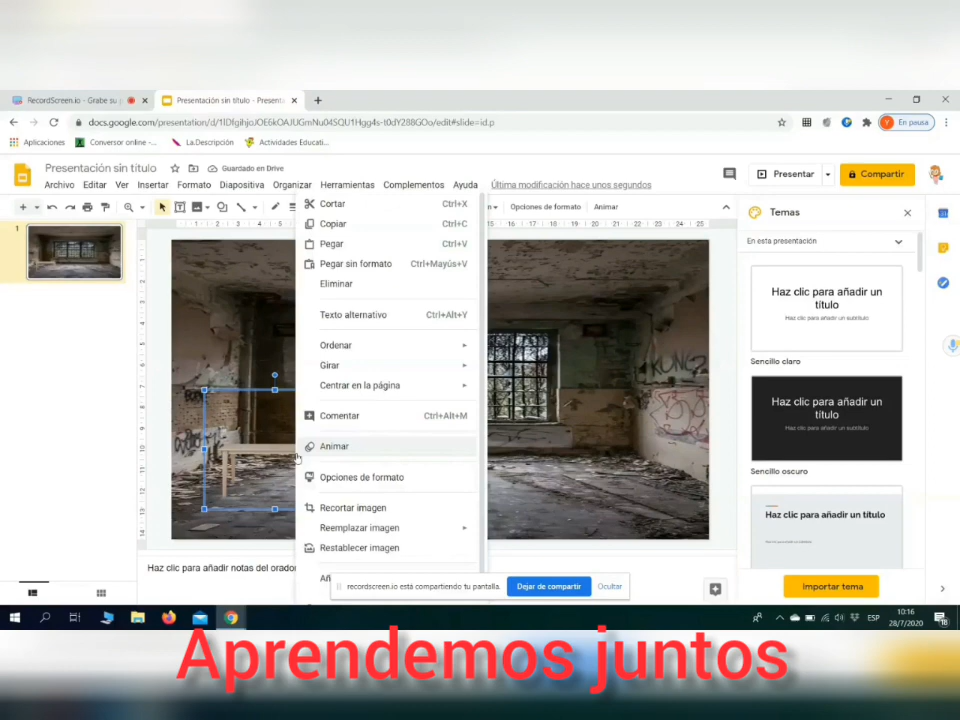 RecordScreen.io - Grabe su
Presentación sin título - Present
docs.google.com/presentation/d/1lDfgihjoJOE6kOAJUGmNu04SQU1Hgg4s-t0dY288GOo/edit#slide=id.p
En pausa
Aplicaciones
Conversor online -...
La.Descripción
Actividades Educati...
Presentación sin título
Guardado en Drive
Presentar
Compartir
Archivo Editar Ver Insertar Formato Diapositiva Organizar Herramientas Complementos Ayuda Última modificación hace unos segundos
Opciones de formato Animar
Temas
En esta presentación
Cortar Ctrl+X
Copiar Ctrl+C
Pegar Ctrl+V
Pegar sin formato Ctrl+Mayús+V
Eliminar
Texto alternativo Ctrl+Alt+Y
Ordenar
Girar
Centrar en la página
Comentar Ctrl+Alt+M
Animar
Opciones de formato
Recortar imagen
Reemplazar imagen
Restablecer imagen
Haz clic para añadir un
título
Haz clic para añadir un subtítulo
Sencillo claro
Haz clic para añadir un
título
Haz clic para añadir un subtítulo
Sencillo oscuro
Haz clic para añadir un título
Haz clic para añadir un subtítulo
Importar tema
Haz clic para añadir notas del orador
recordscreen.io está compartiendo tu pantalla.
Dejar de compartir
Ocultar
ESP
10:16
28/7/2020
Aprendemos juntos